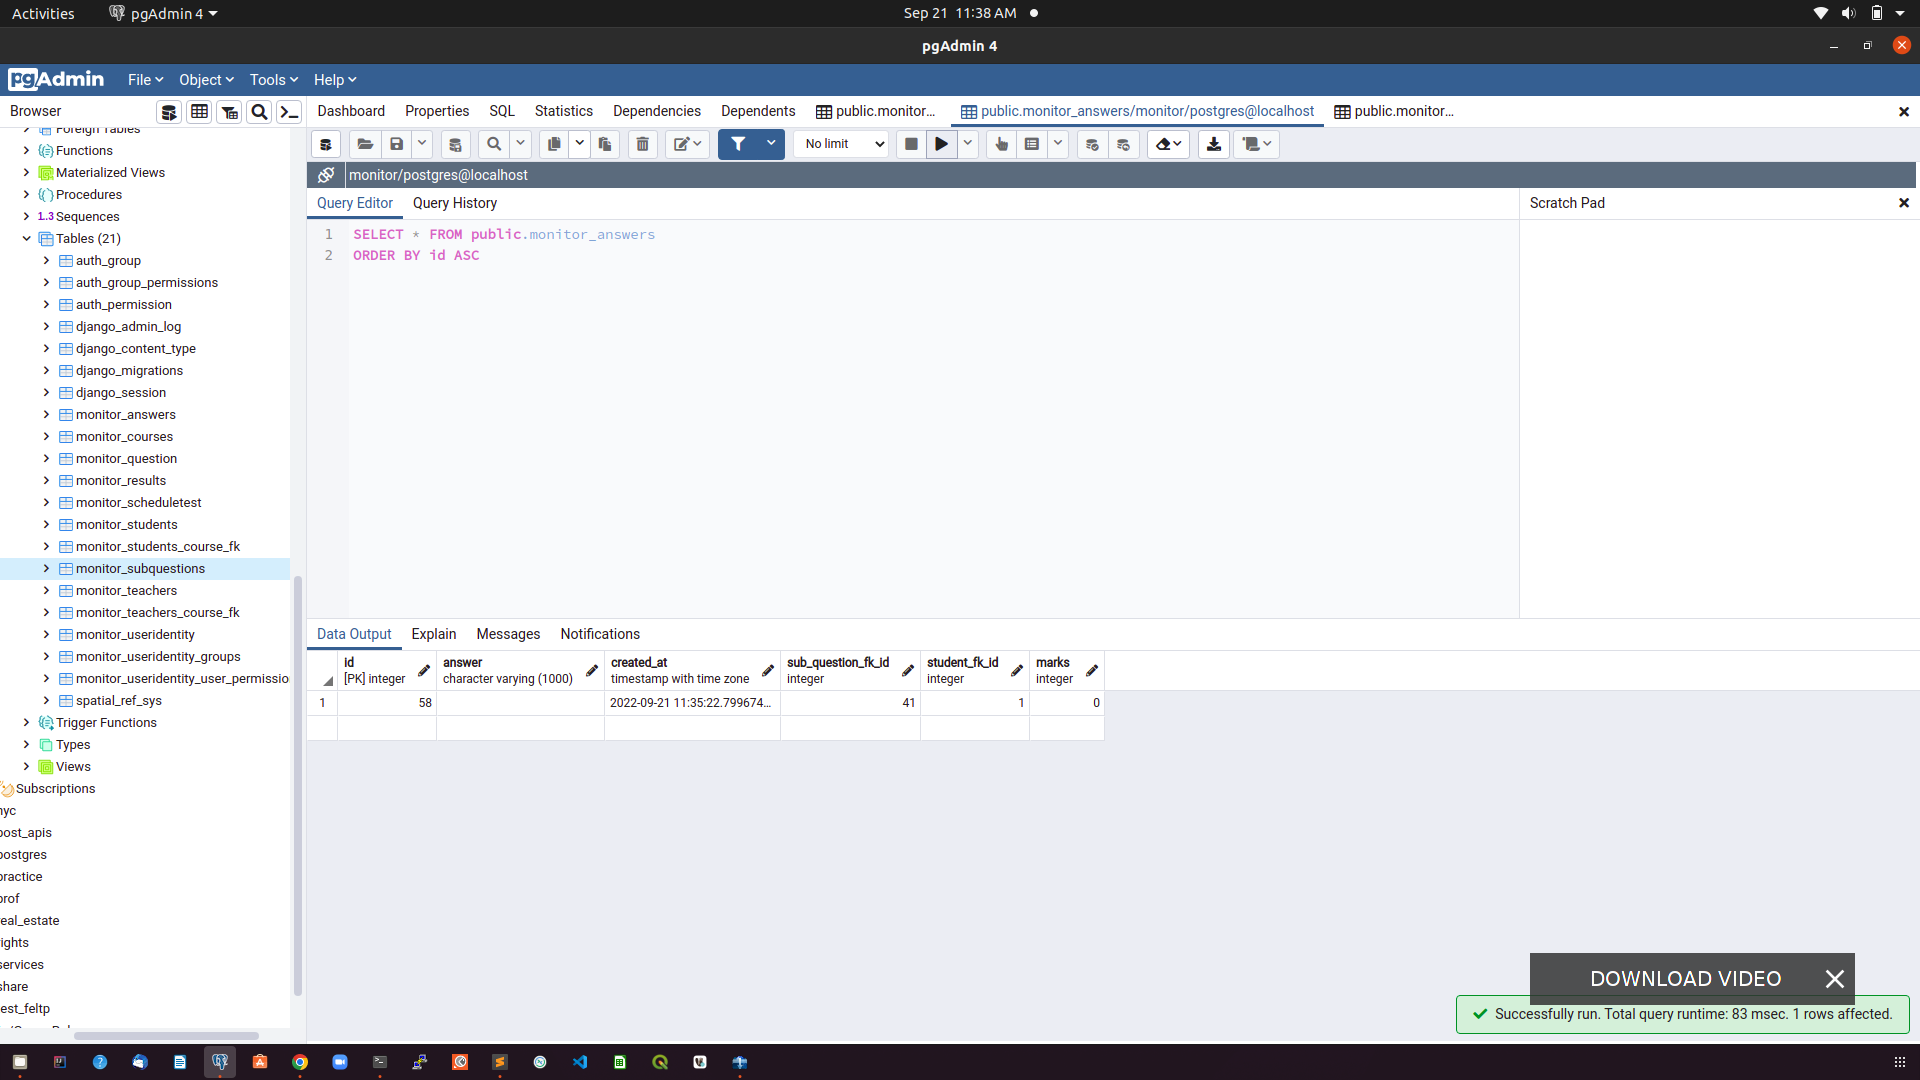 Activities
pgAdmin 4
Sep 21 11:38 AM
pgAdmin 4
pgAdmin
File
Object
Tools
Help
Browser
Dashboard
Properties
SQL
Statistics
Dependencies
Dependents
public.monitor...
public.monitor_answers/monitor/postgres@localhost
public.monitor...
No limit
monitor/postgres@localhost
Query Editor
Query History
Scratch Pad
1 SELECT * FROM public.monitor_answers
2 ORDER BY id ASC
Foreign Tables
Functions
Materialized Views
Procedures
1..3 Sequences
Tables (21)
auth_group
auth_group_permissions
auth_permission
django_admin_log
django_content_type
django_migrations
django_session
monitor_answers
monitor_courses
monitor_question
monitor_results
monitor_scheduletest
monitor_students
monitor_students_course_fk
monitor_subquestions
monitor_teachers
monitor_teachers_course_fk
monitor_useridentity
monitor_useridentity_groups
monitor_useridentity_user_permissio
spatial_ref_sys
Trigger Functions
Types
Views
Subscriptions
nyc
post_apis
postgres
practice
prof
real_estate
rights
services
share
test_feltp
Data Output
Explain
Messages
Notifications
id
[PK] integer
answer
character varying (1000)
created_at
timestamp with time zone
sub_question_fk_id
integer
student_fk_id
integer
marks
integer
1 58 2022-09-21 11:35:22.799674... 41 1 0
DOWNLOAD VIDEO
Successfully run. Total query runtime: 83 msec. 1 rows affected.